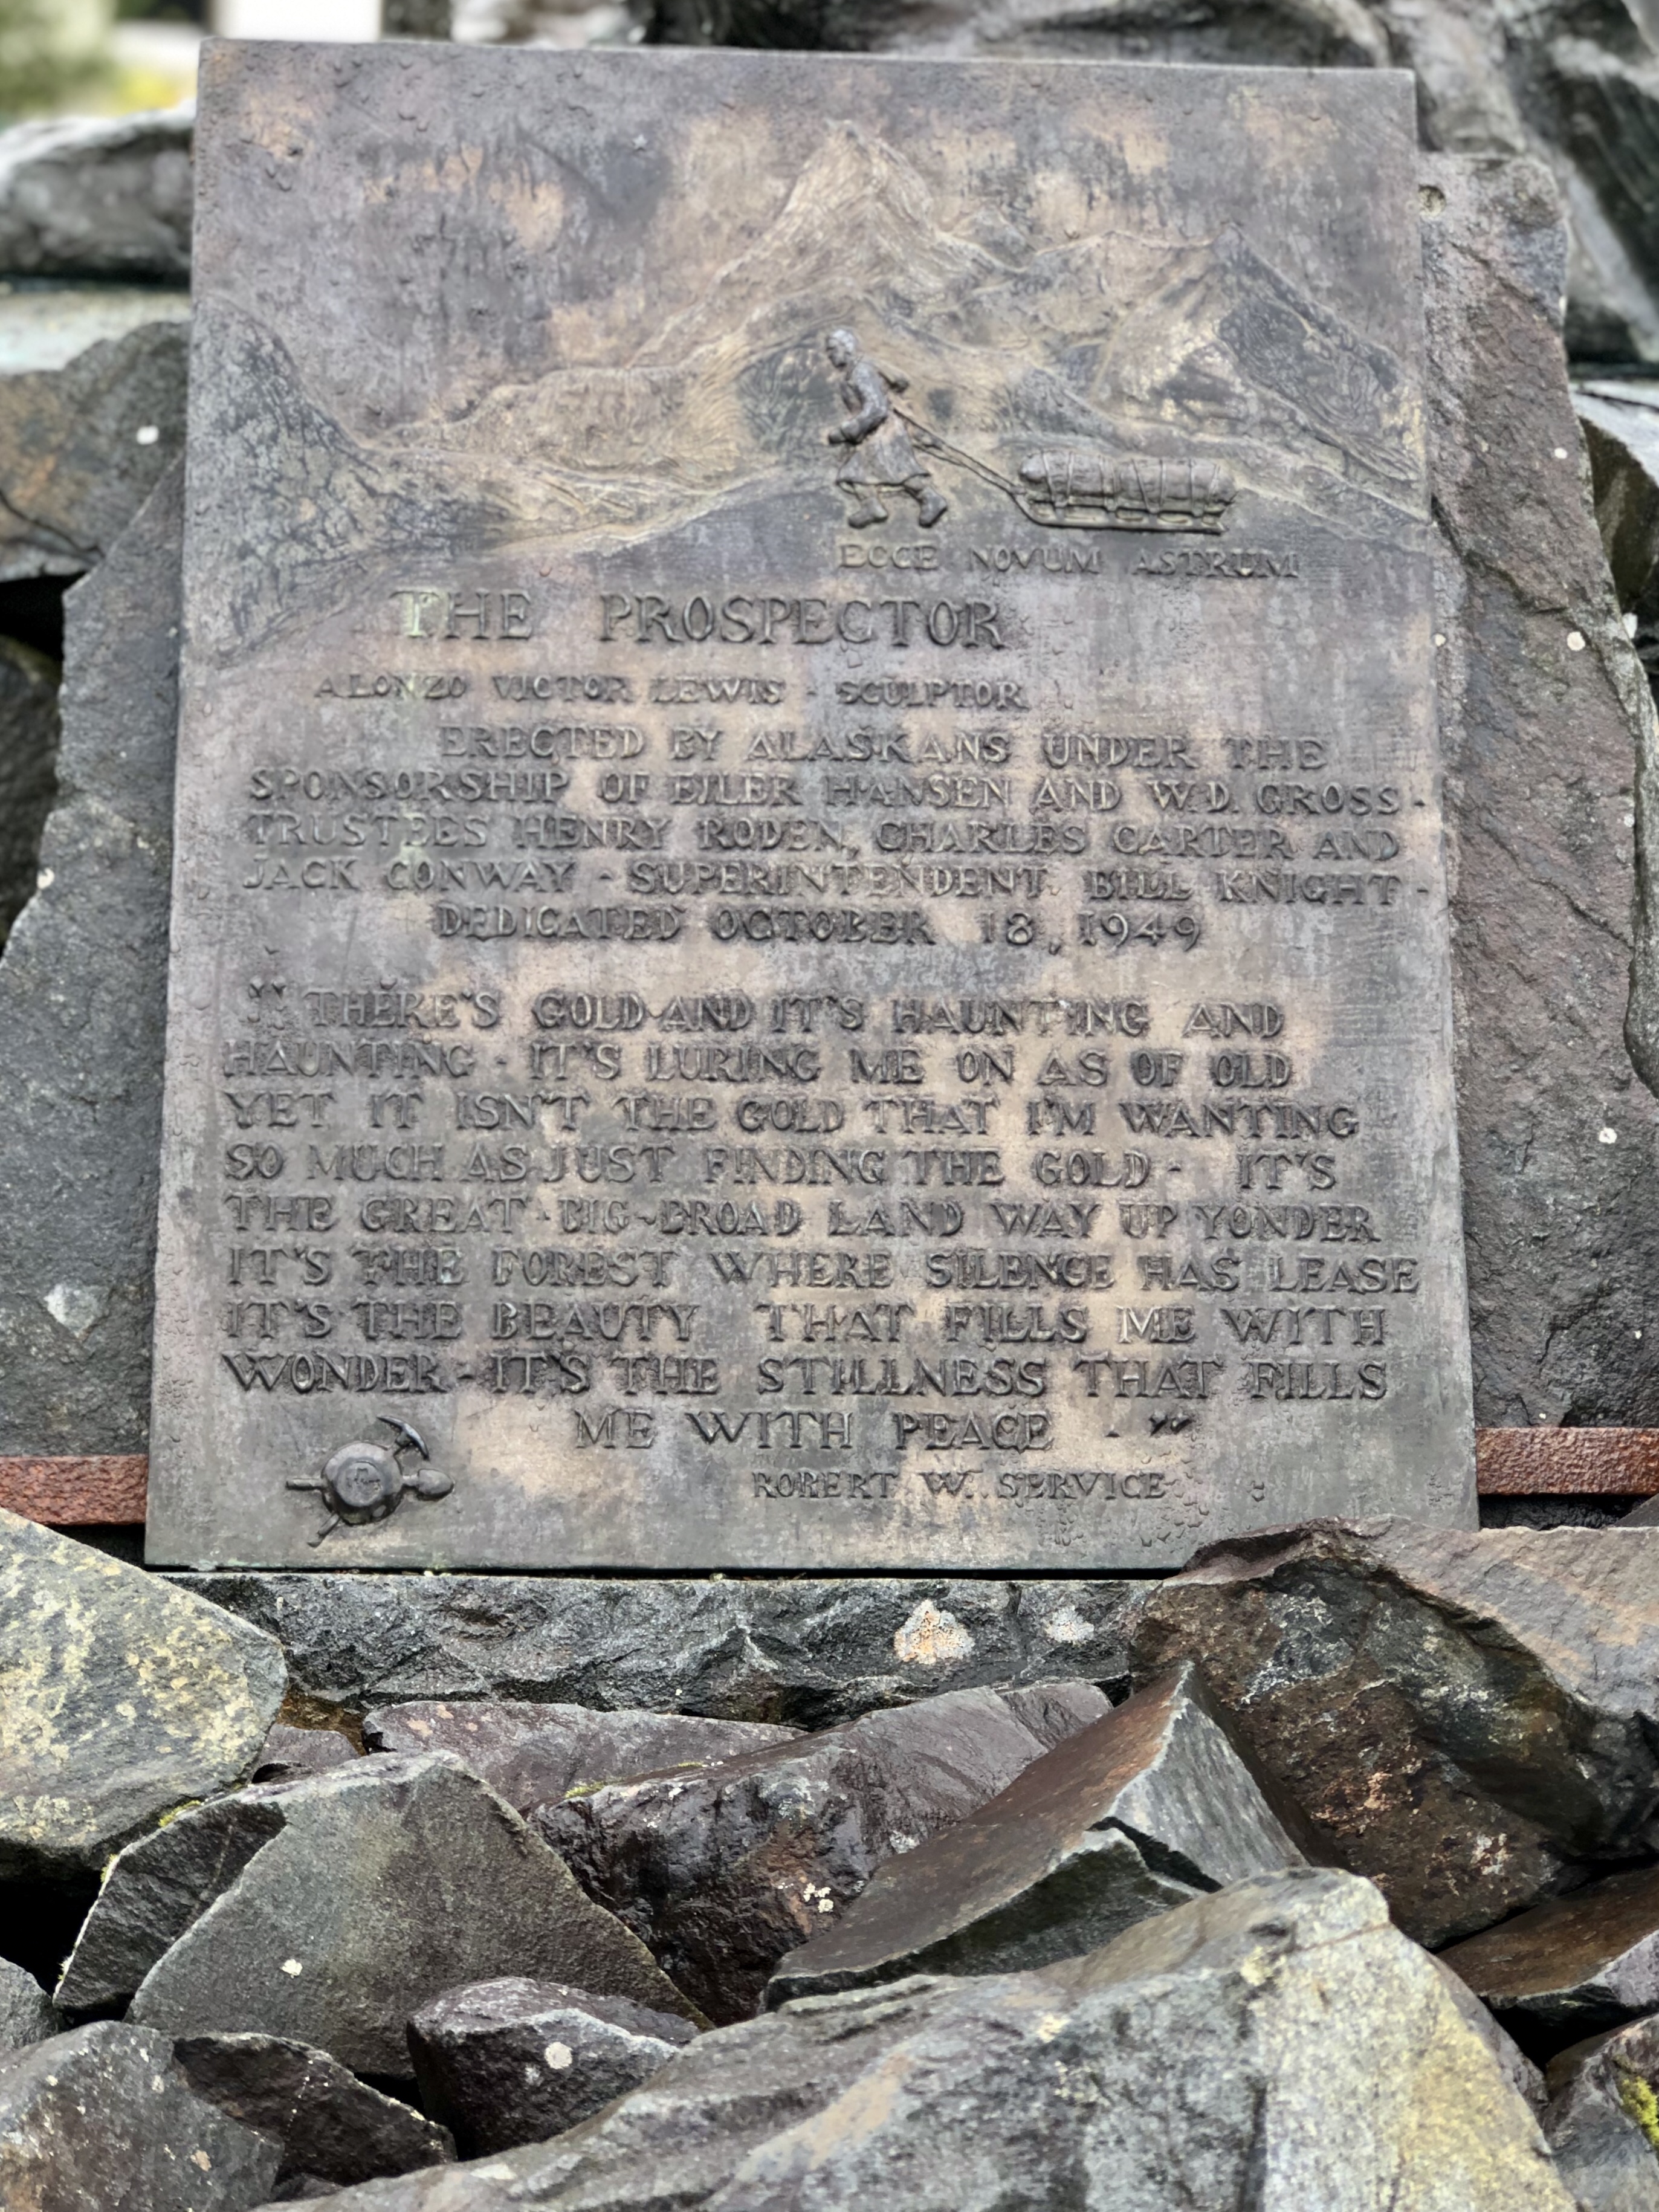 ECCE NOVUM ASTRUM
THE PROSPECTOR
ALONZO VICTOR LEWIS - SCULPTOR
ERECTED BY ALASKANS UNDER THE
SPONSORSHIP OF EILER HANSEN AND W.D. GROSS -
TRUSTEES HENRY RODEN, CHARLES CARTER AND
JACK CONWAY - SUPERINTENDENT BILL KNIGHT -
DEDICATED OCTOBER 18, 1949
"THERE'S GOLD AND IT'S HAUNTING AND
HAUNTING - IT'S LURING ME ON AS OF OLD
YET IT ISN'T THE GOLD THAT I'M WANTING
SO MUCH AS JUST FINDING THE GOLD - IT'S
THE GREAT - BIG - BROAD LAND WAY UP YONDER
IT'S THE FOREST WHERE SILENCE HAS LEASE
IT'S THE BEAUTY THAT FILLS ME WITH
WONDER - IT'S THE STILLNESS THAT FILLS
ME WITH PEACE . "
ROBERT W. SERVICE